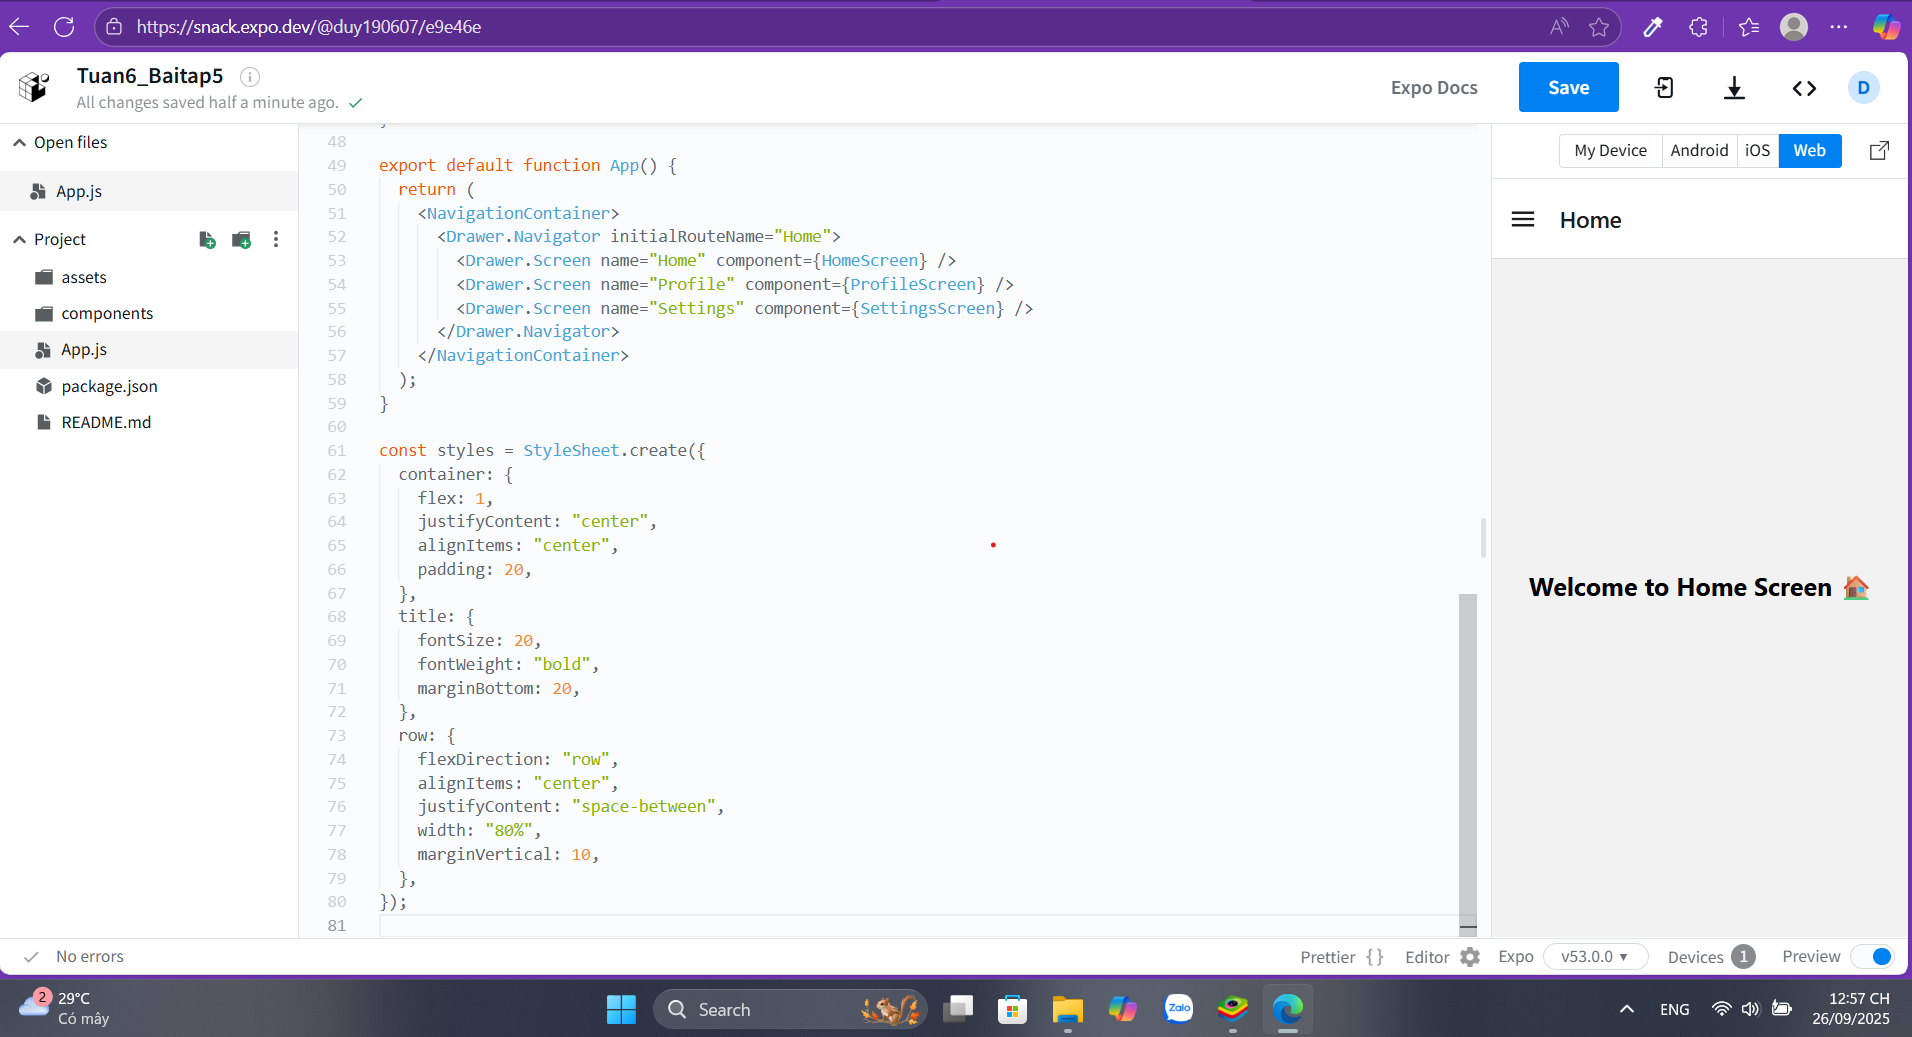 https://snack.expo.dev/@duy190607/e9e46e
Tuan6_Baitap5
All changes saved half a minute ago.
Expo Docs
Save
D
Open files
App.js
Project
assets
components
App.js
package.json
README.md
48
49 export default function App() {
50 return (
51 <NavigationContainer>
52 <Drawer.Navigator initialRouteName="Home">
53 <Drawer.Screen name="Home" component={HomeScreen} />
54 <Drawer.Screen name="Profile" component={ProfileScreen} />
55 <Drawer.Screen name="Settings" component={SettingsScreen} />
56 </Drawer.Navigator>
57 </NavigationContainer>
58 );
59 }
60
61 const styles = StyleSheet.create({
62 container: {
63 flex: 1,
64 justifyContent: "center",
65 alignItems: "center",
66 padding: 20,
67 },
68 title: {
69 fontSize: 20,
70 fontWeight: "bold",
71 marginBottom: 20,
72 },
73 row: {
74 flexDirection: "row",
75 alignItems: "center",
76 justifyContent: "space-between",
77 width: "80%",
78 marginVertical: 10,
79 },
80 });
81
My Device Android iOS Web
Home
Welcome to Home Screen 🏠
No errors
Prettier {} Editor Expo v53.0.0 Devices 1 Preview
2
29°C
Có mây
Search
Zalo
ENG
12:57 CH
26/09/2025